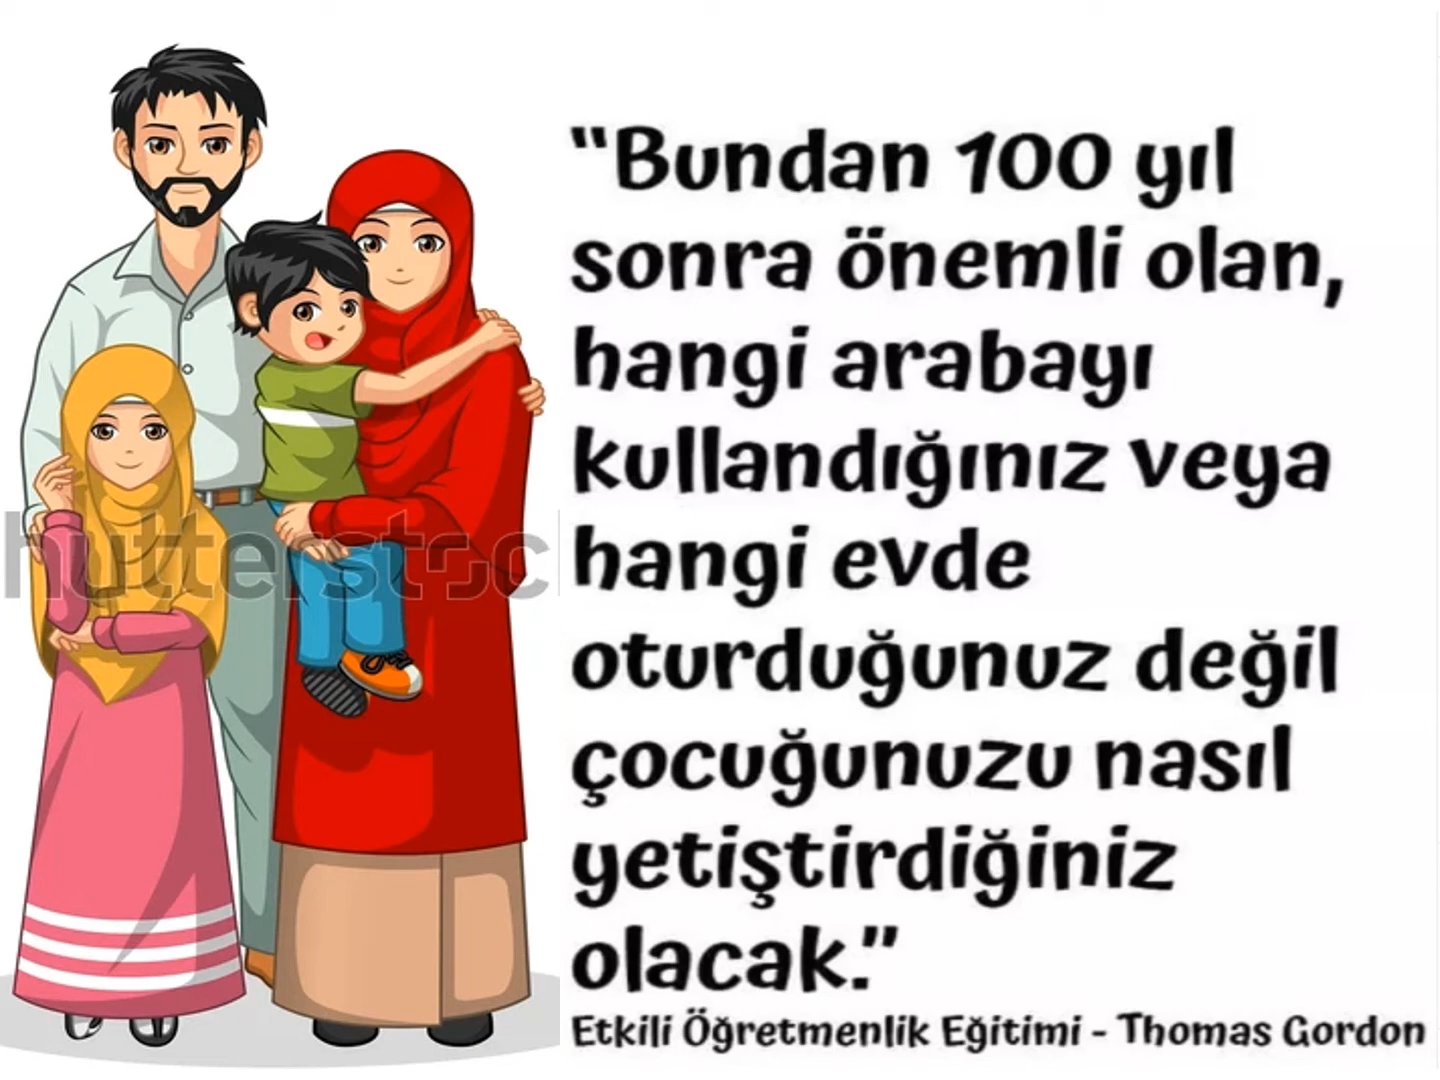 "Bundan 100 yıl
sonra önemli olan,
hangi arabayı
kullandığınız veya
hangi evde
oturduğunuz değil
çocuğunuzu nasıl
yetiştirdiğiniz
olacak."
Etkili Öğretmenlik Eğitimi - Thomas Gordon
hutterstoc